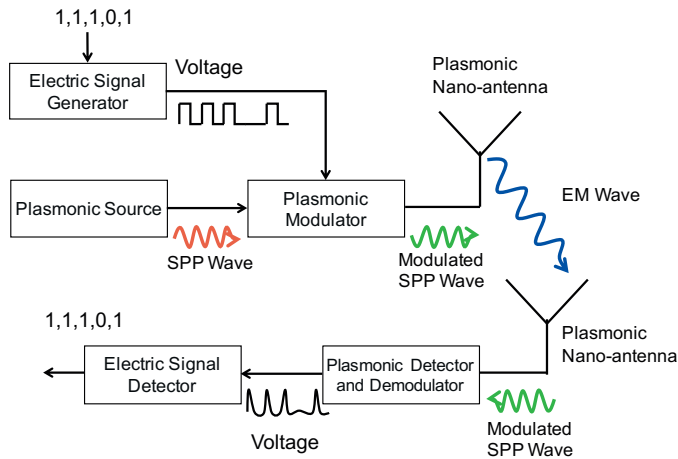 1,1,1,0,1
Electric Signal
Generator
Voltage
Plasmonic
Nano-antenna
Plasmonic Source
Plasmonic
Modulator
EM Wave
SPP Wave
Modulated
SPP Wave
1,1,1,0,1
Electric Signal
Detector
Plasmonic Detector
and Demodulator
Plasmonic
Nano-antenna
Voltage
Modulated
SPP Wave